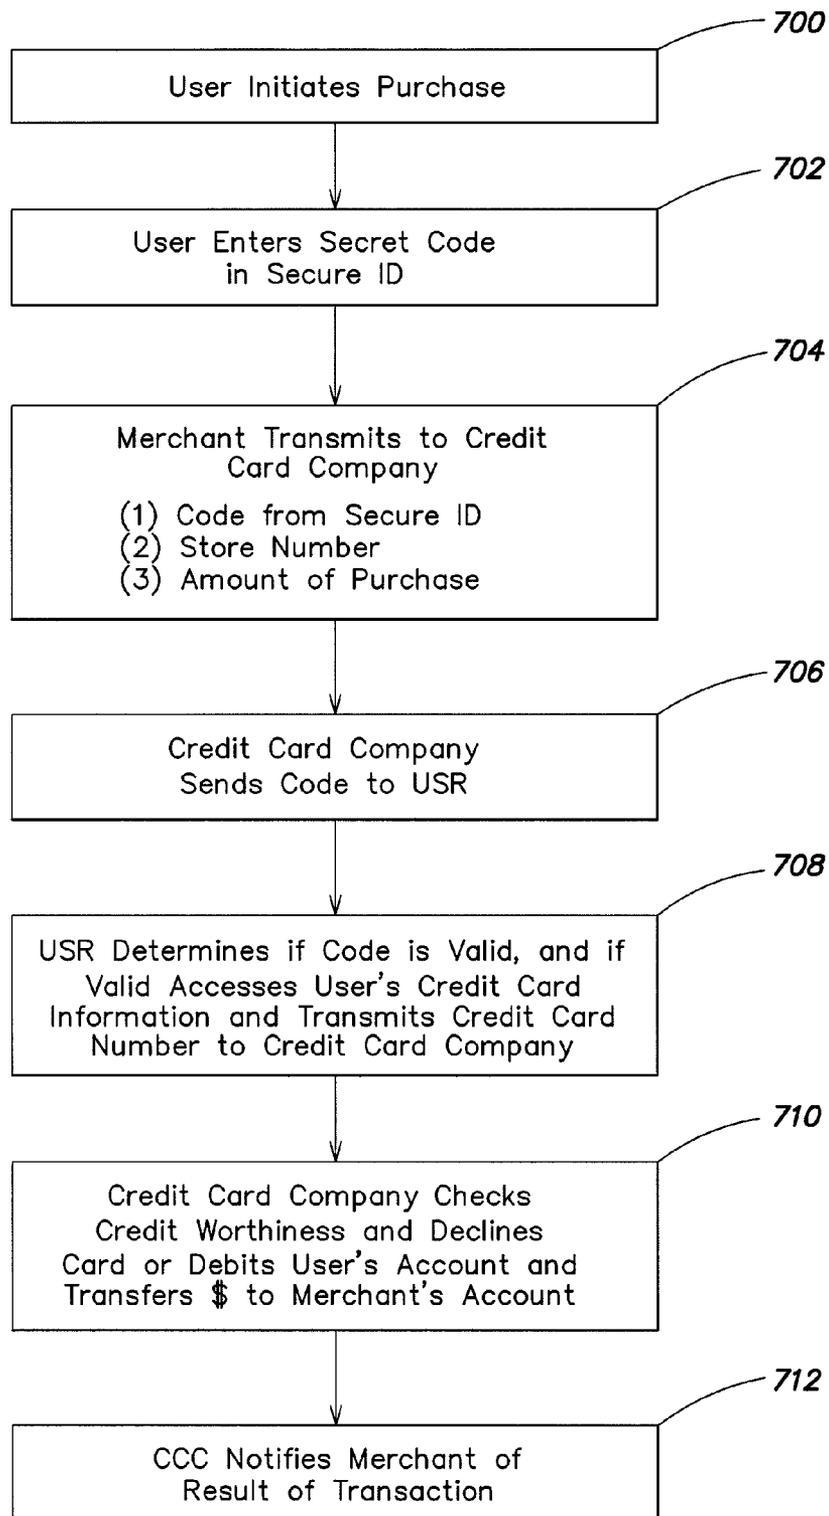 700
User Initiates Purchase
702
User Enters Secret Code
in Secure ID
704
Merchant Transmits to Credit
Card Company
(1) Code from Secure ID
(2) Store Number
(3) Amount of Purchase
706
Credit Card Company
Sends Code to USR
708
USR Determines if Code is Valid, and if
Valid Accesses User's Credit Card
Information and Transmits Credit Card
Number to Credit Card Company
710
Credit Card Company Checks
Credit Worthiness and Declines
Card or Debits User's Account and
Transfers $ to Merchant's Account
712
CCC Notifies Merchant of
Result of Transaction